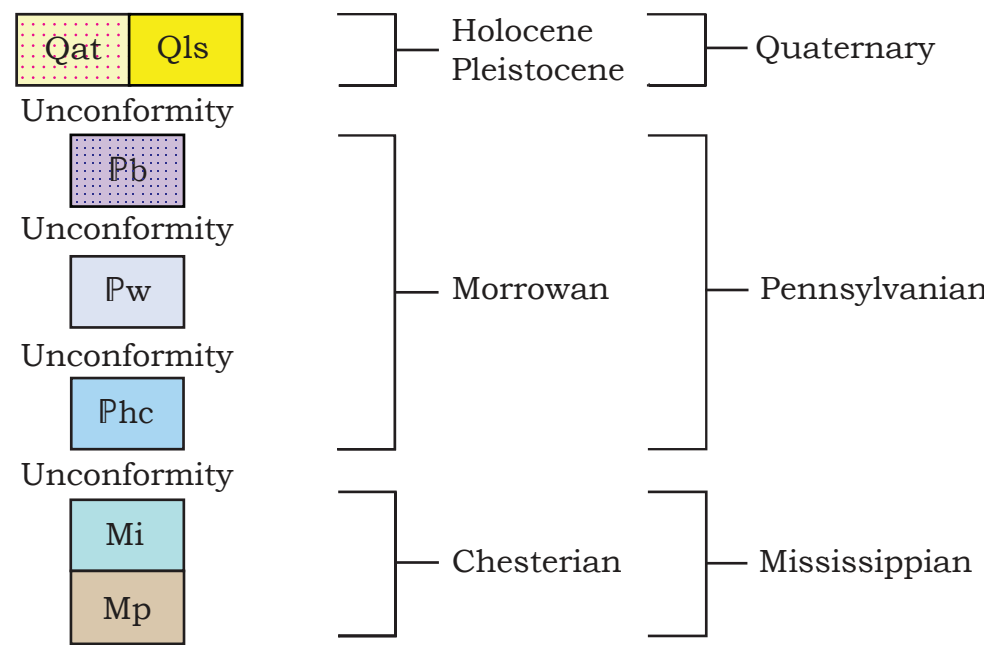 Qat Qls Holocene Pleistocene Quaternary
Unconformity
ℙb
Unconformity
ℙw Morrowan Pennsylvanian
Unconformity
ℙhc
Unconformity
Mi
Chesterian Mississippian
Mp